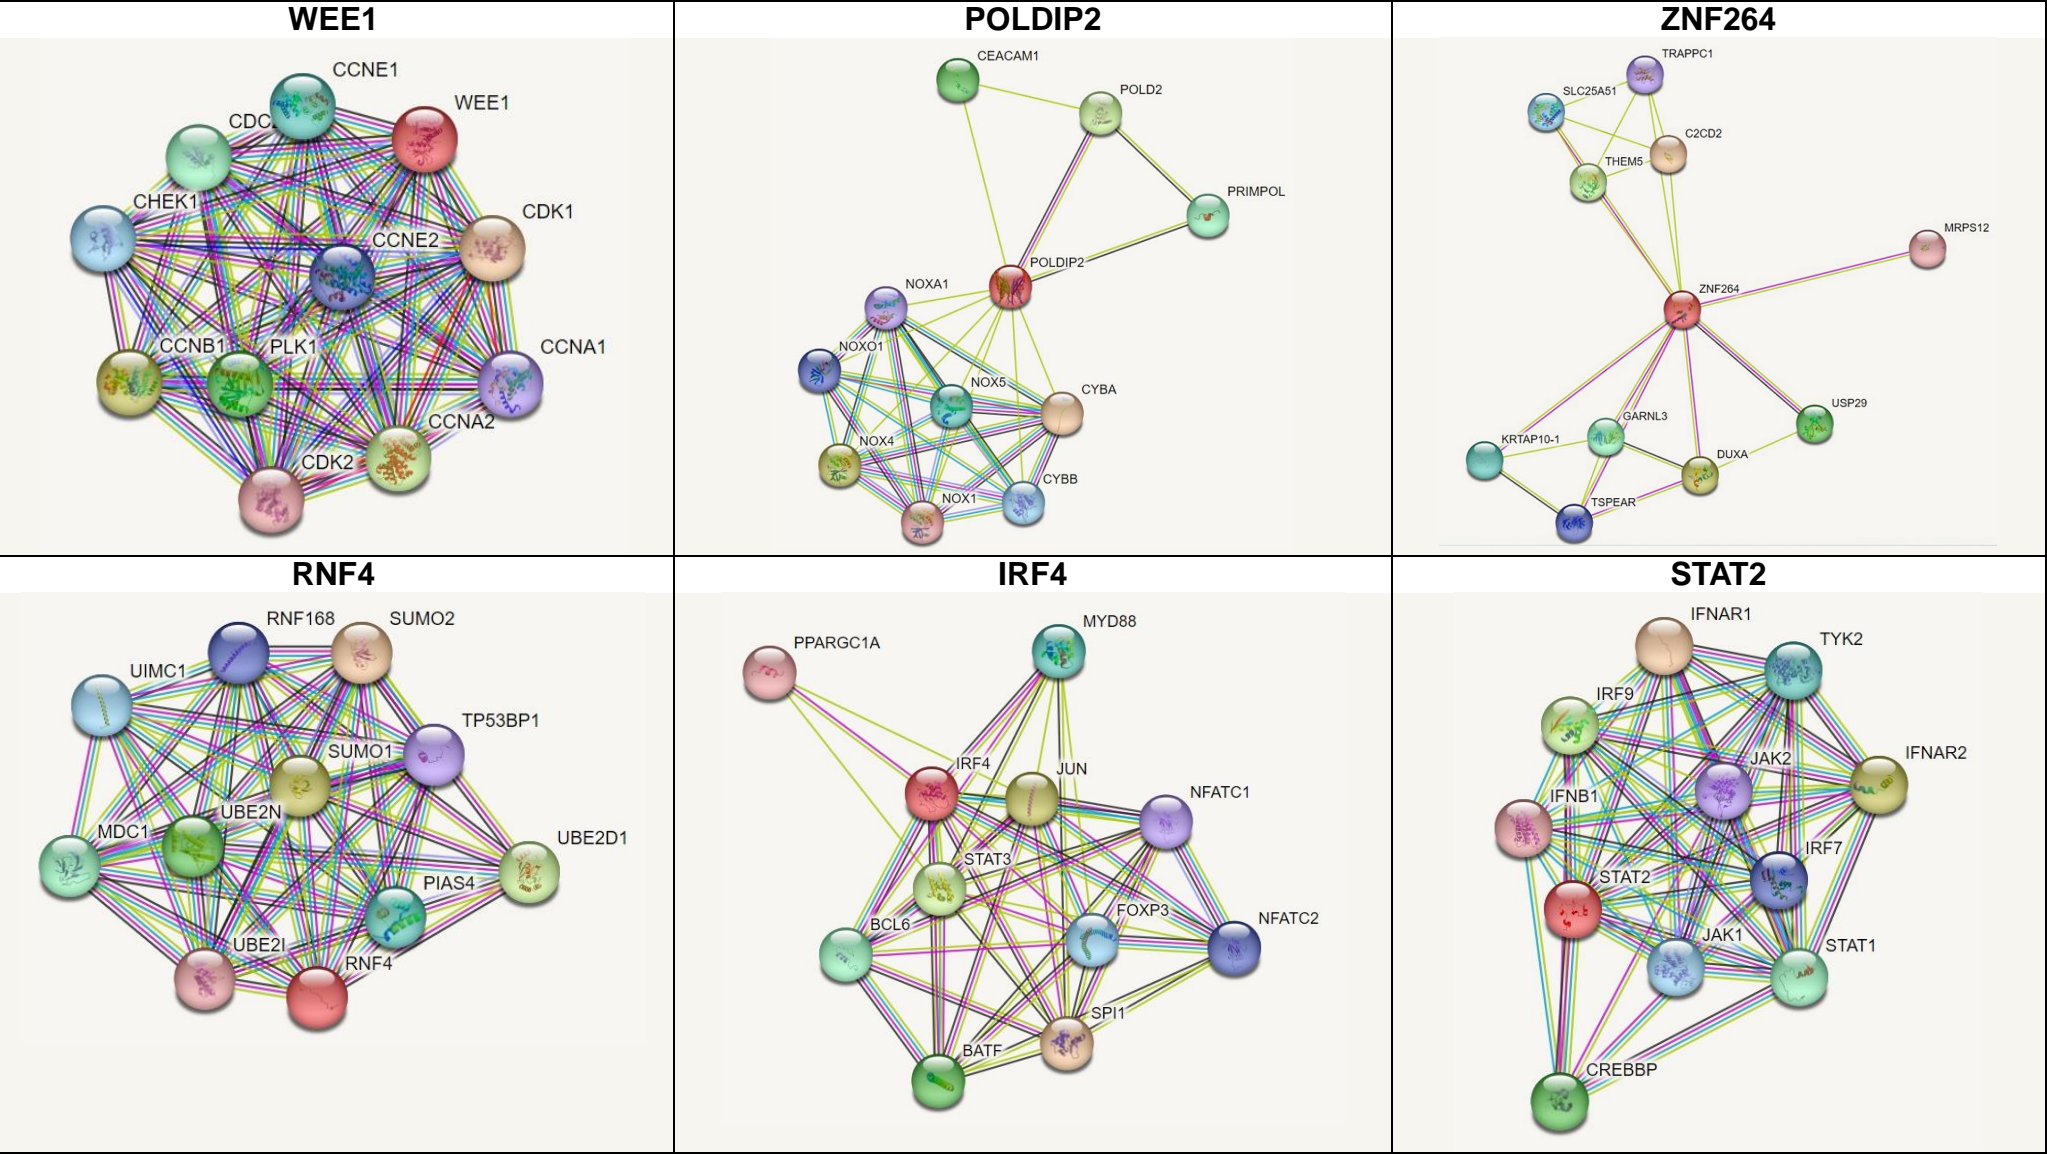 WEE1
CCNE1
WEE1
CHEK1
CDK1
CCNE2
CCNB1
PLK1
CCNA1
CCNA2
CDK2
POLDIP2
CEACAM1
POLD2
PRIMPOL
POLDIP2
NOXA1
NOXO1
NOX5
CYBA
NOX4
CYBB
NOX1
ZNF264
TRAPPC1
SLC25A51
C2CD2
THEM5
MRPS12
ZNF264
USP29
GARNL3
KRTAP10-1
DUXA
TSPEAR
RNF4
RNF168
SUMO2
UIMC1
TP53BP1
SUMO1
UBE2N
MDC1
UBE2D1
PIAS4
UBE2I
RNF4
IRF4
MYD88
PPARGC1A
IRF4
JUN
NFATC1
STAT3
FOXP3
NFATC2
BCL6
SPI1
BATF
STAT2
IFNAR1
TYK2
IRF9
IFNAR2
JAK2
IFNB1
IRF7
STAT2
JAK1
STAT1
CREBBP